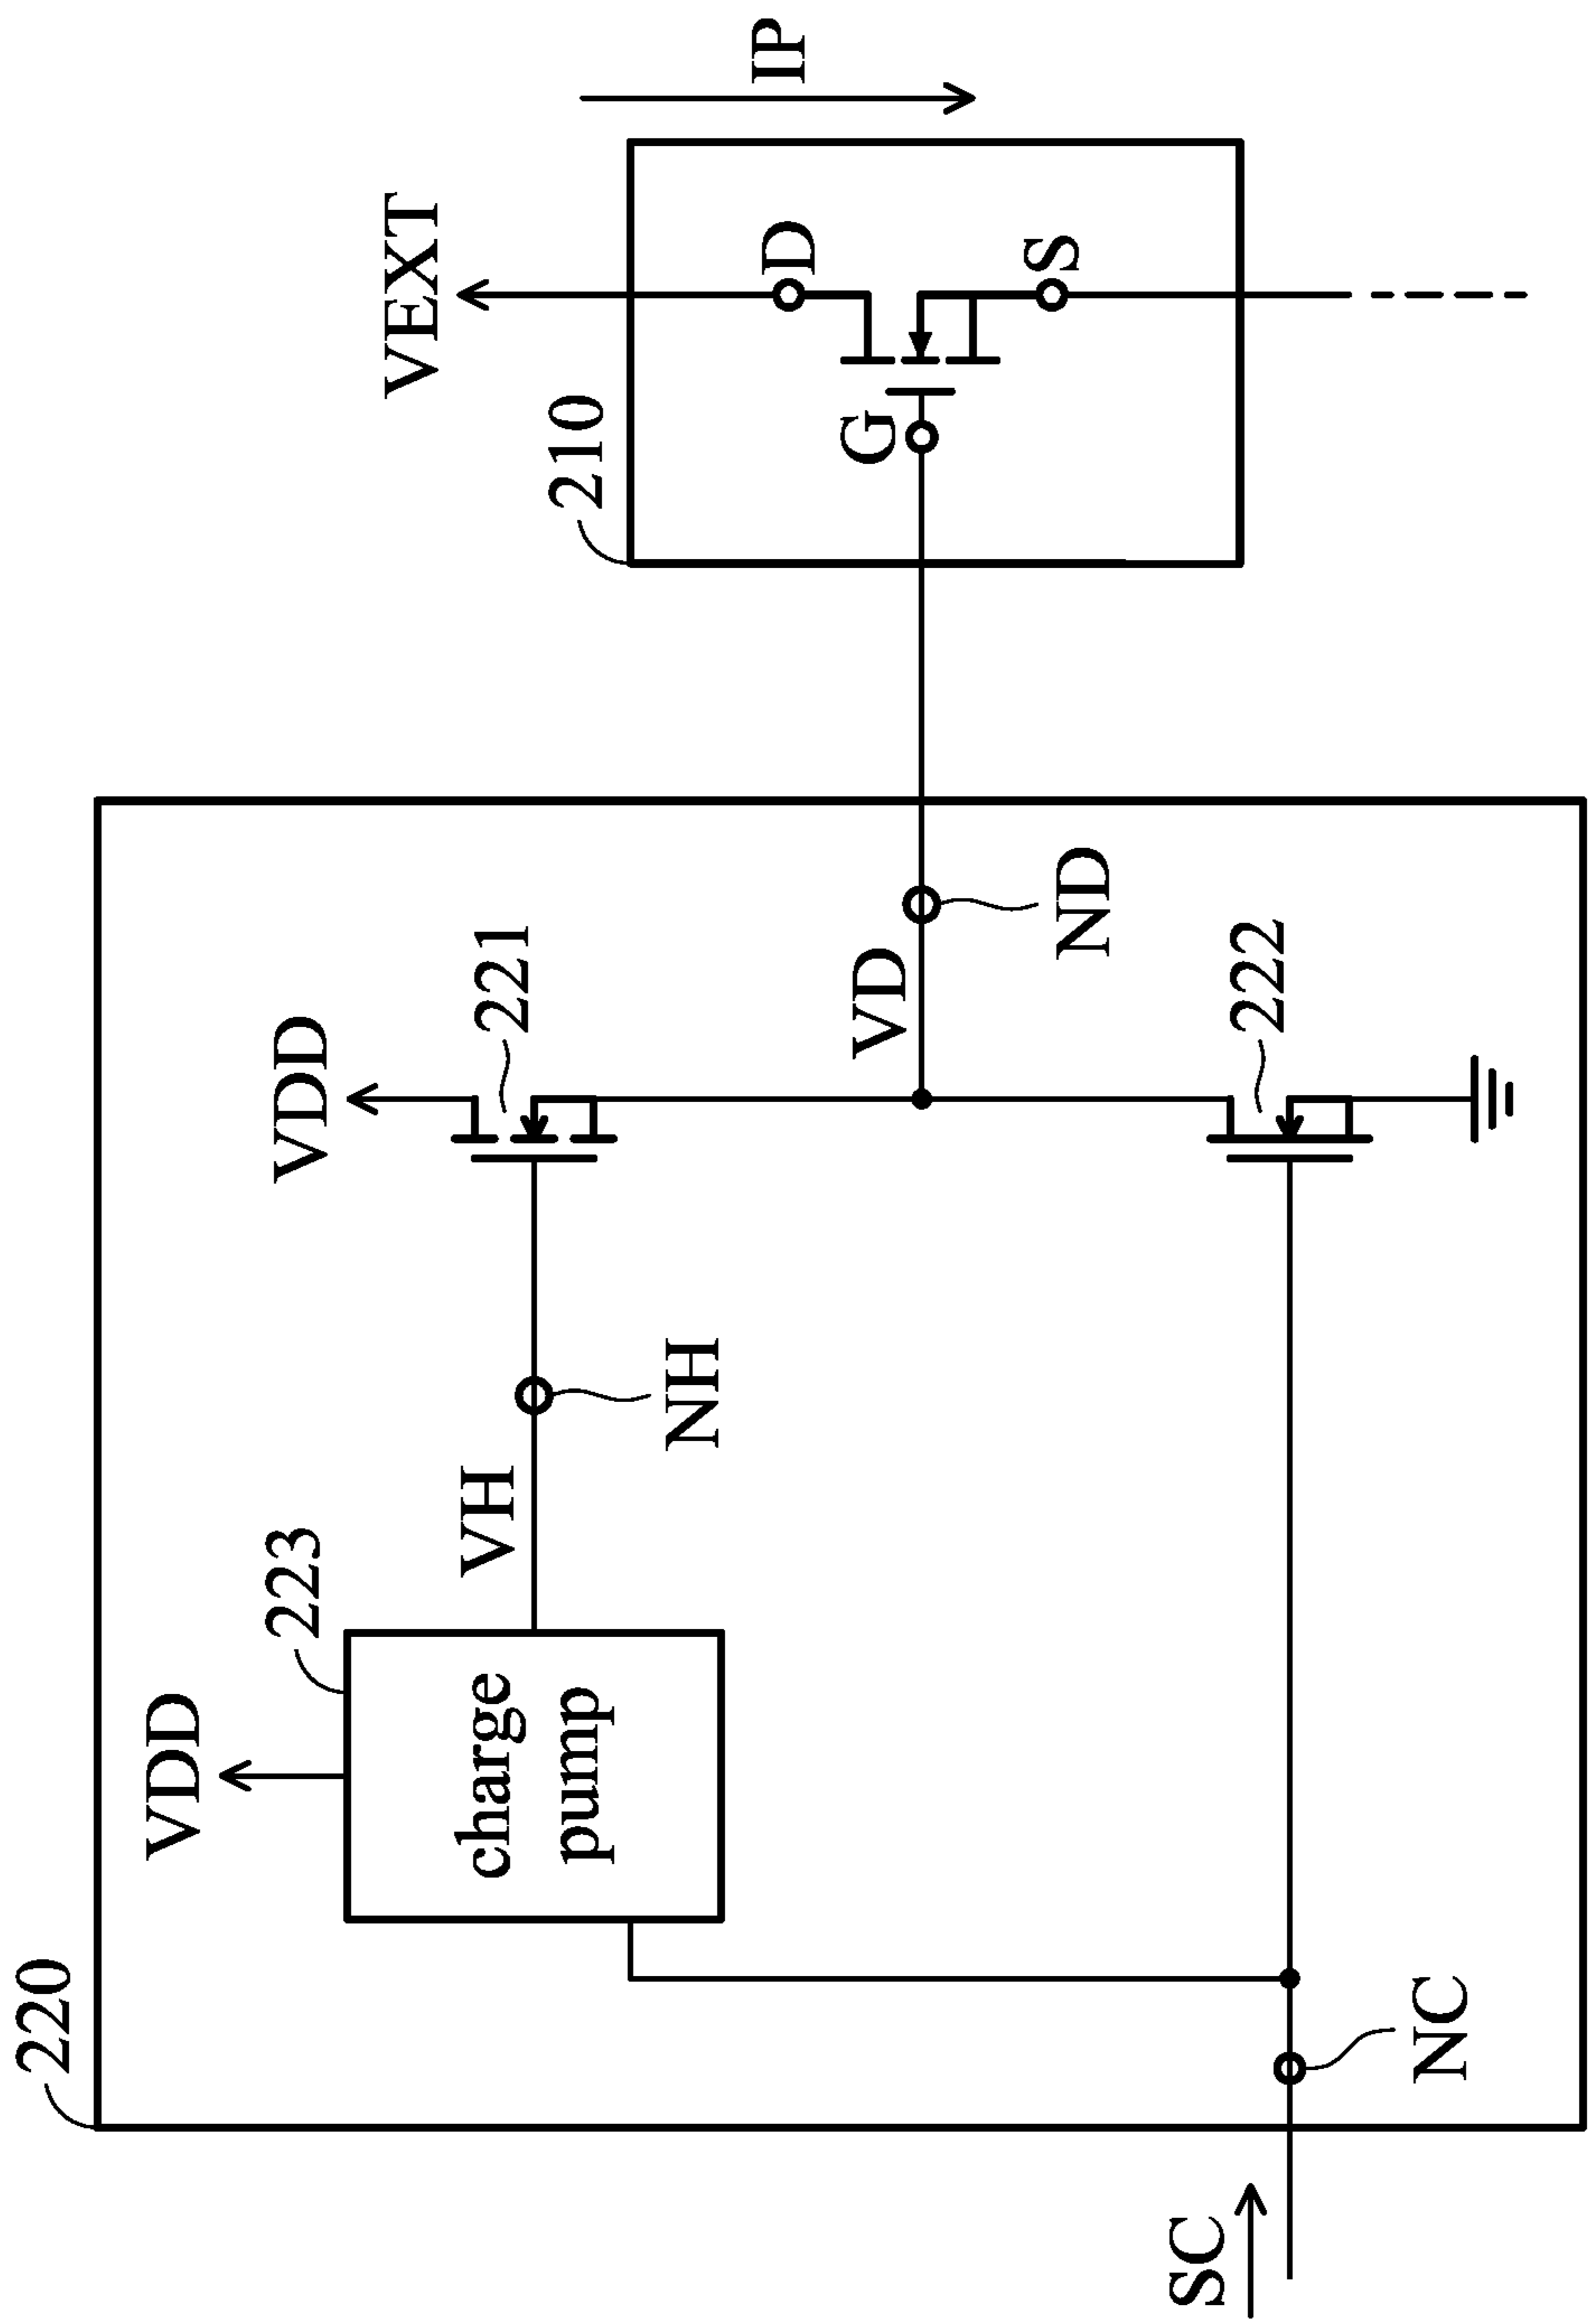 220
VDD
223
charge
pump
VH
NH
VDD
221
VD
ND
222
SC
NC
210
VEXT
G
D
S
IP